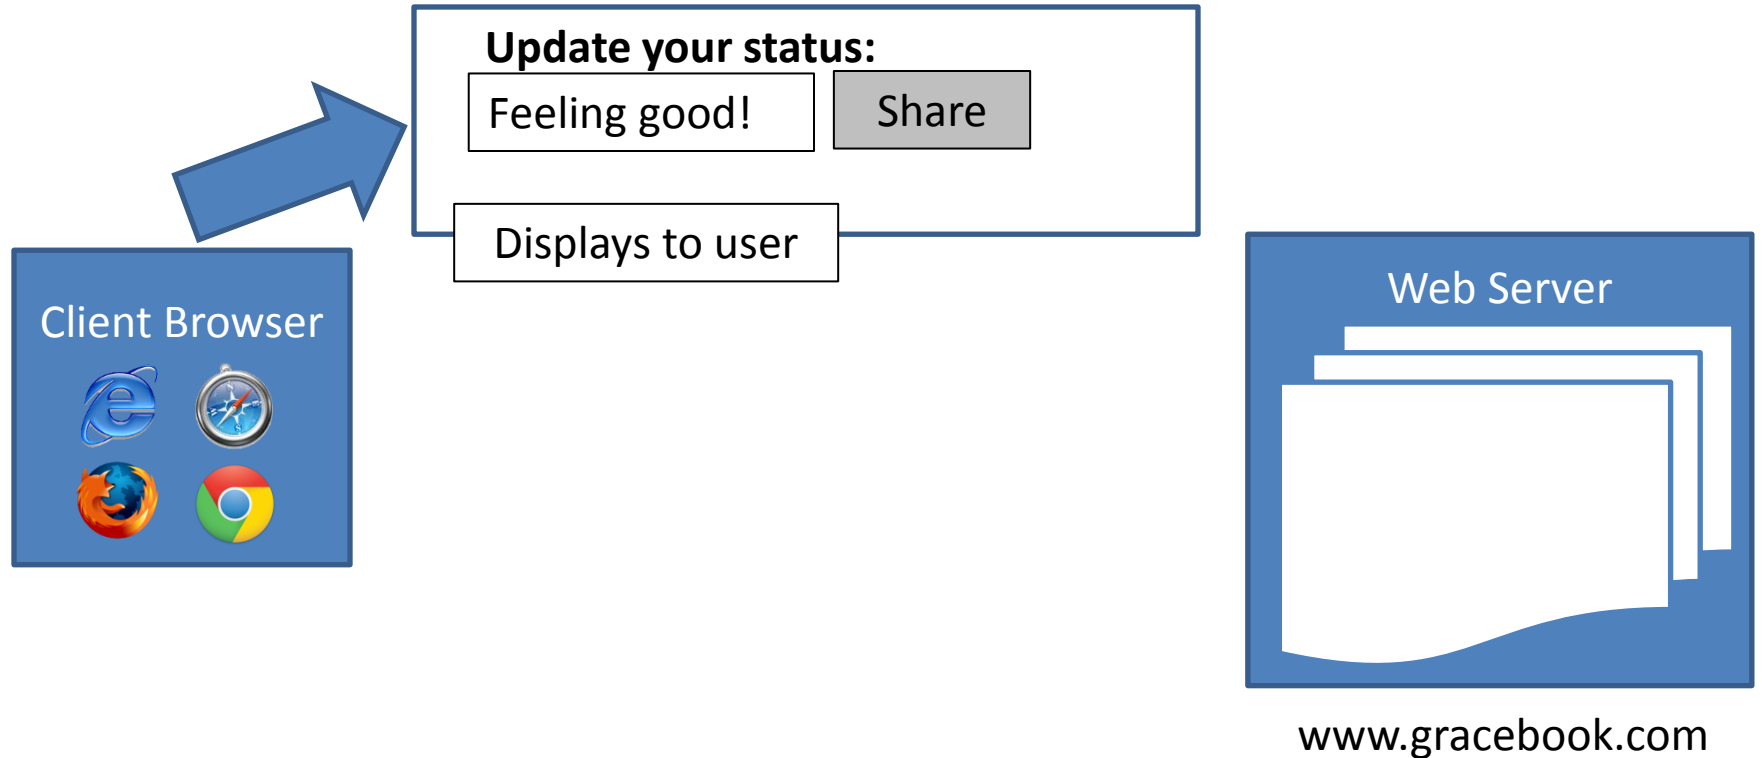 Update your status:
Feeling good!
Share
Displays to user
Client Browser
Web Server
www.gracebook.com